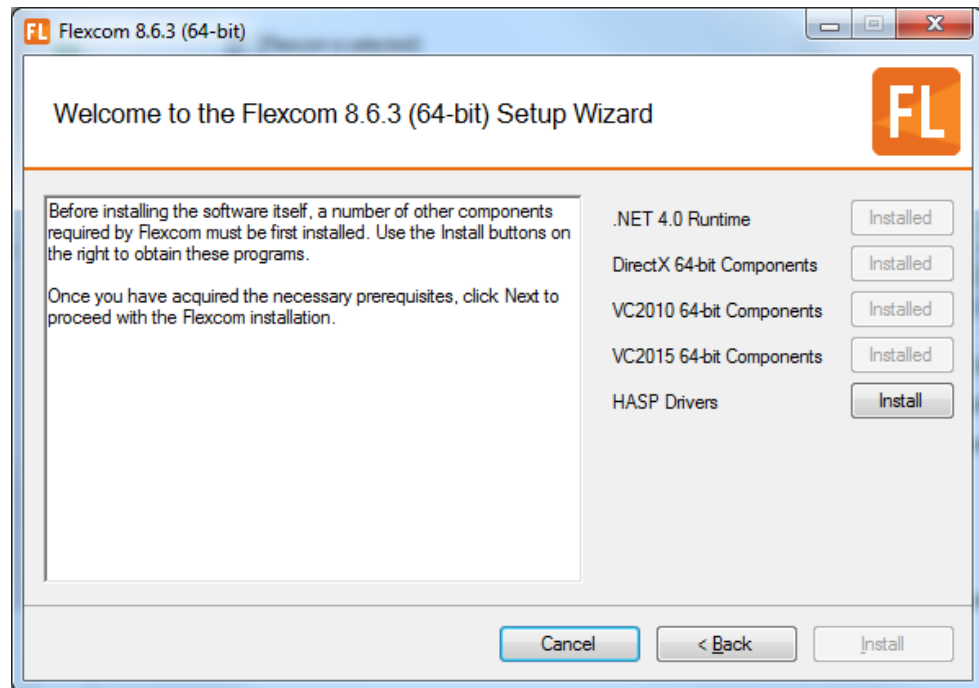 FL Flexcom 8.6.3 (64-bit)
Welcome to the Flexcom 8.6.3 (64-bit) Setup Wizard
FL
Before installing the software itself, a number of other components
required by Flexcom must be first installed. Use the Install buttons on
the right to obtain these programs.
Once you have acquired the necessary prerequisites, click Next to
proceed with the Flexcom installation.
.NET 4.0 Runtime Installed
DirectX 64-bit Components Installed
VC2010 64-bit Components Installed
VC2015 64-bit Components Installed
HASP Drivers Install
Cancel < Back Install